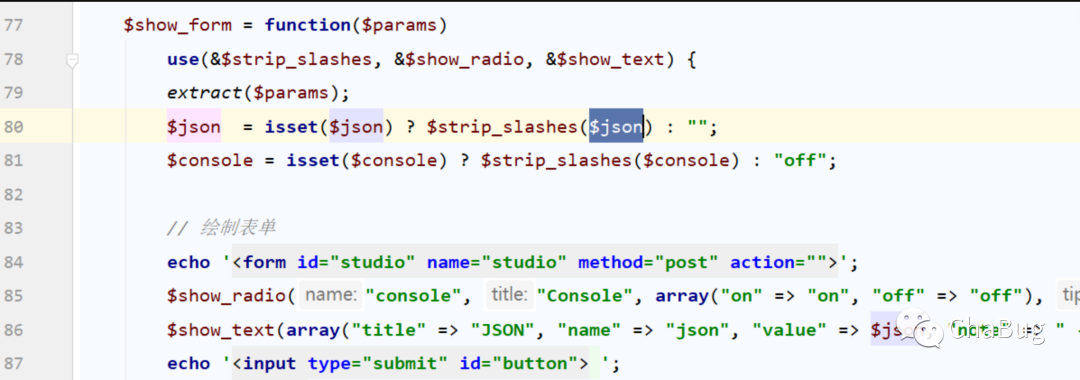 77 $show_form = function($params)
78 use(&$strip_slashes, &$show_radio, &$show_text) {
79 extract($params);
80 $json = isset($json) ? $strip_slashes($json) : "";
81 $console = isset($console) ? $strip_slashes($console) : "off";
82
83 // 绘制表单
84 echo '<form id="studio" name="studio" method="post" action="">';
85 $show_radio( name: "console", title: "Console", array("on" => "on", "off" => "off"), tip
86 $show_text(array("title" => "JSON", "name" => "json", "value" => $json, "note" => "
87 echo '<input type="submit" id="button"> ';
ChaBug